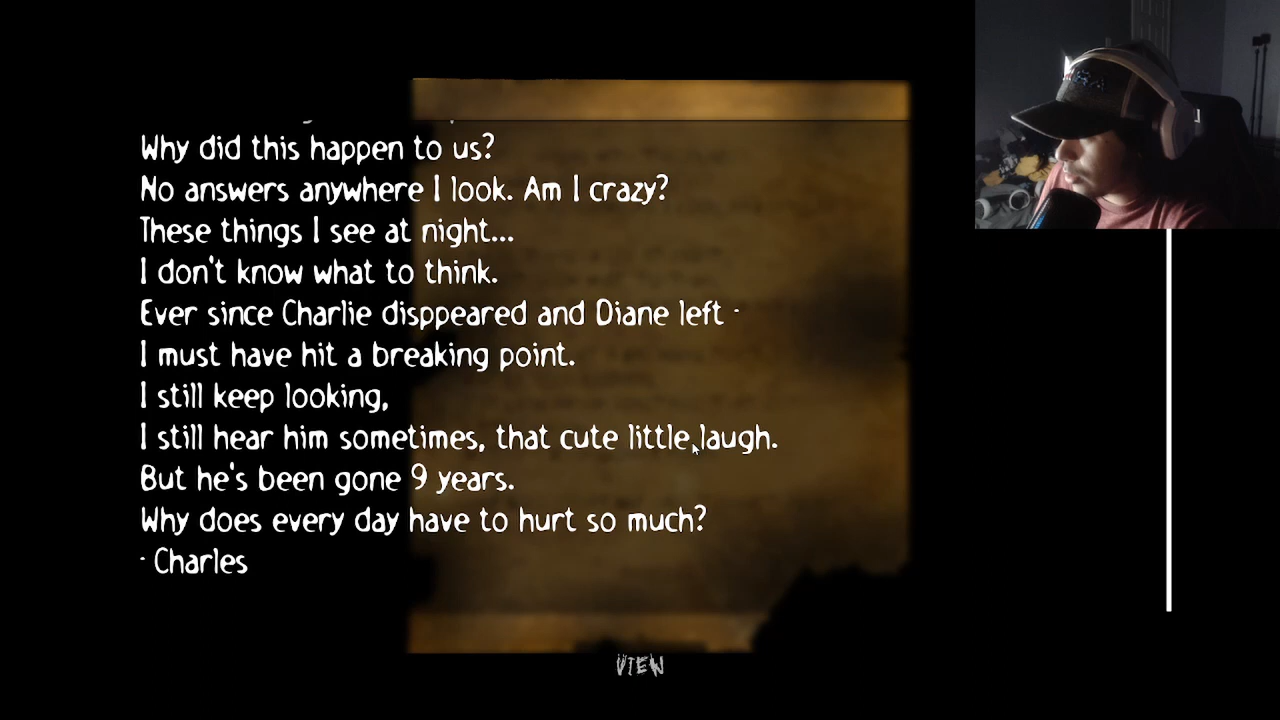 Why did this happen to us?
No answers anywhere I look. Am I crazy?
These things I see at night...
I don't know what to think.
Ever since Charlie disppeared and Diane left -
I must have hit a breaking point.
I still keep looking,
I still hear him sometimes, that cute little laugh.
But he's been gone 9 years.
Why does every day have to hurt so much?
- Charles
VIEW